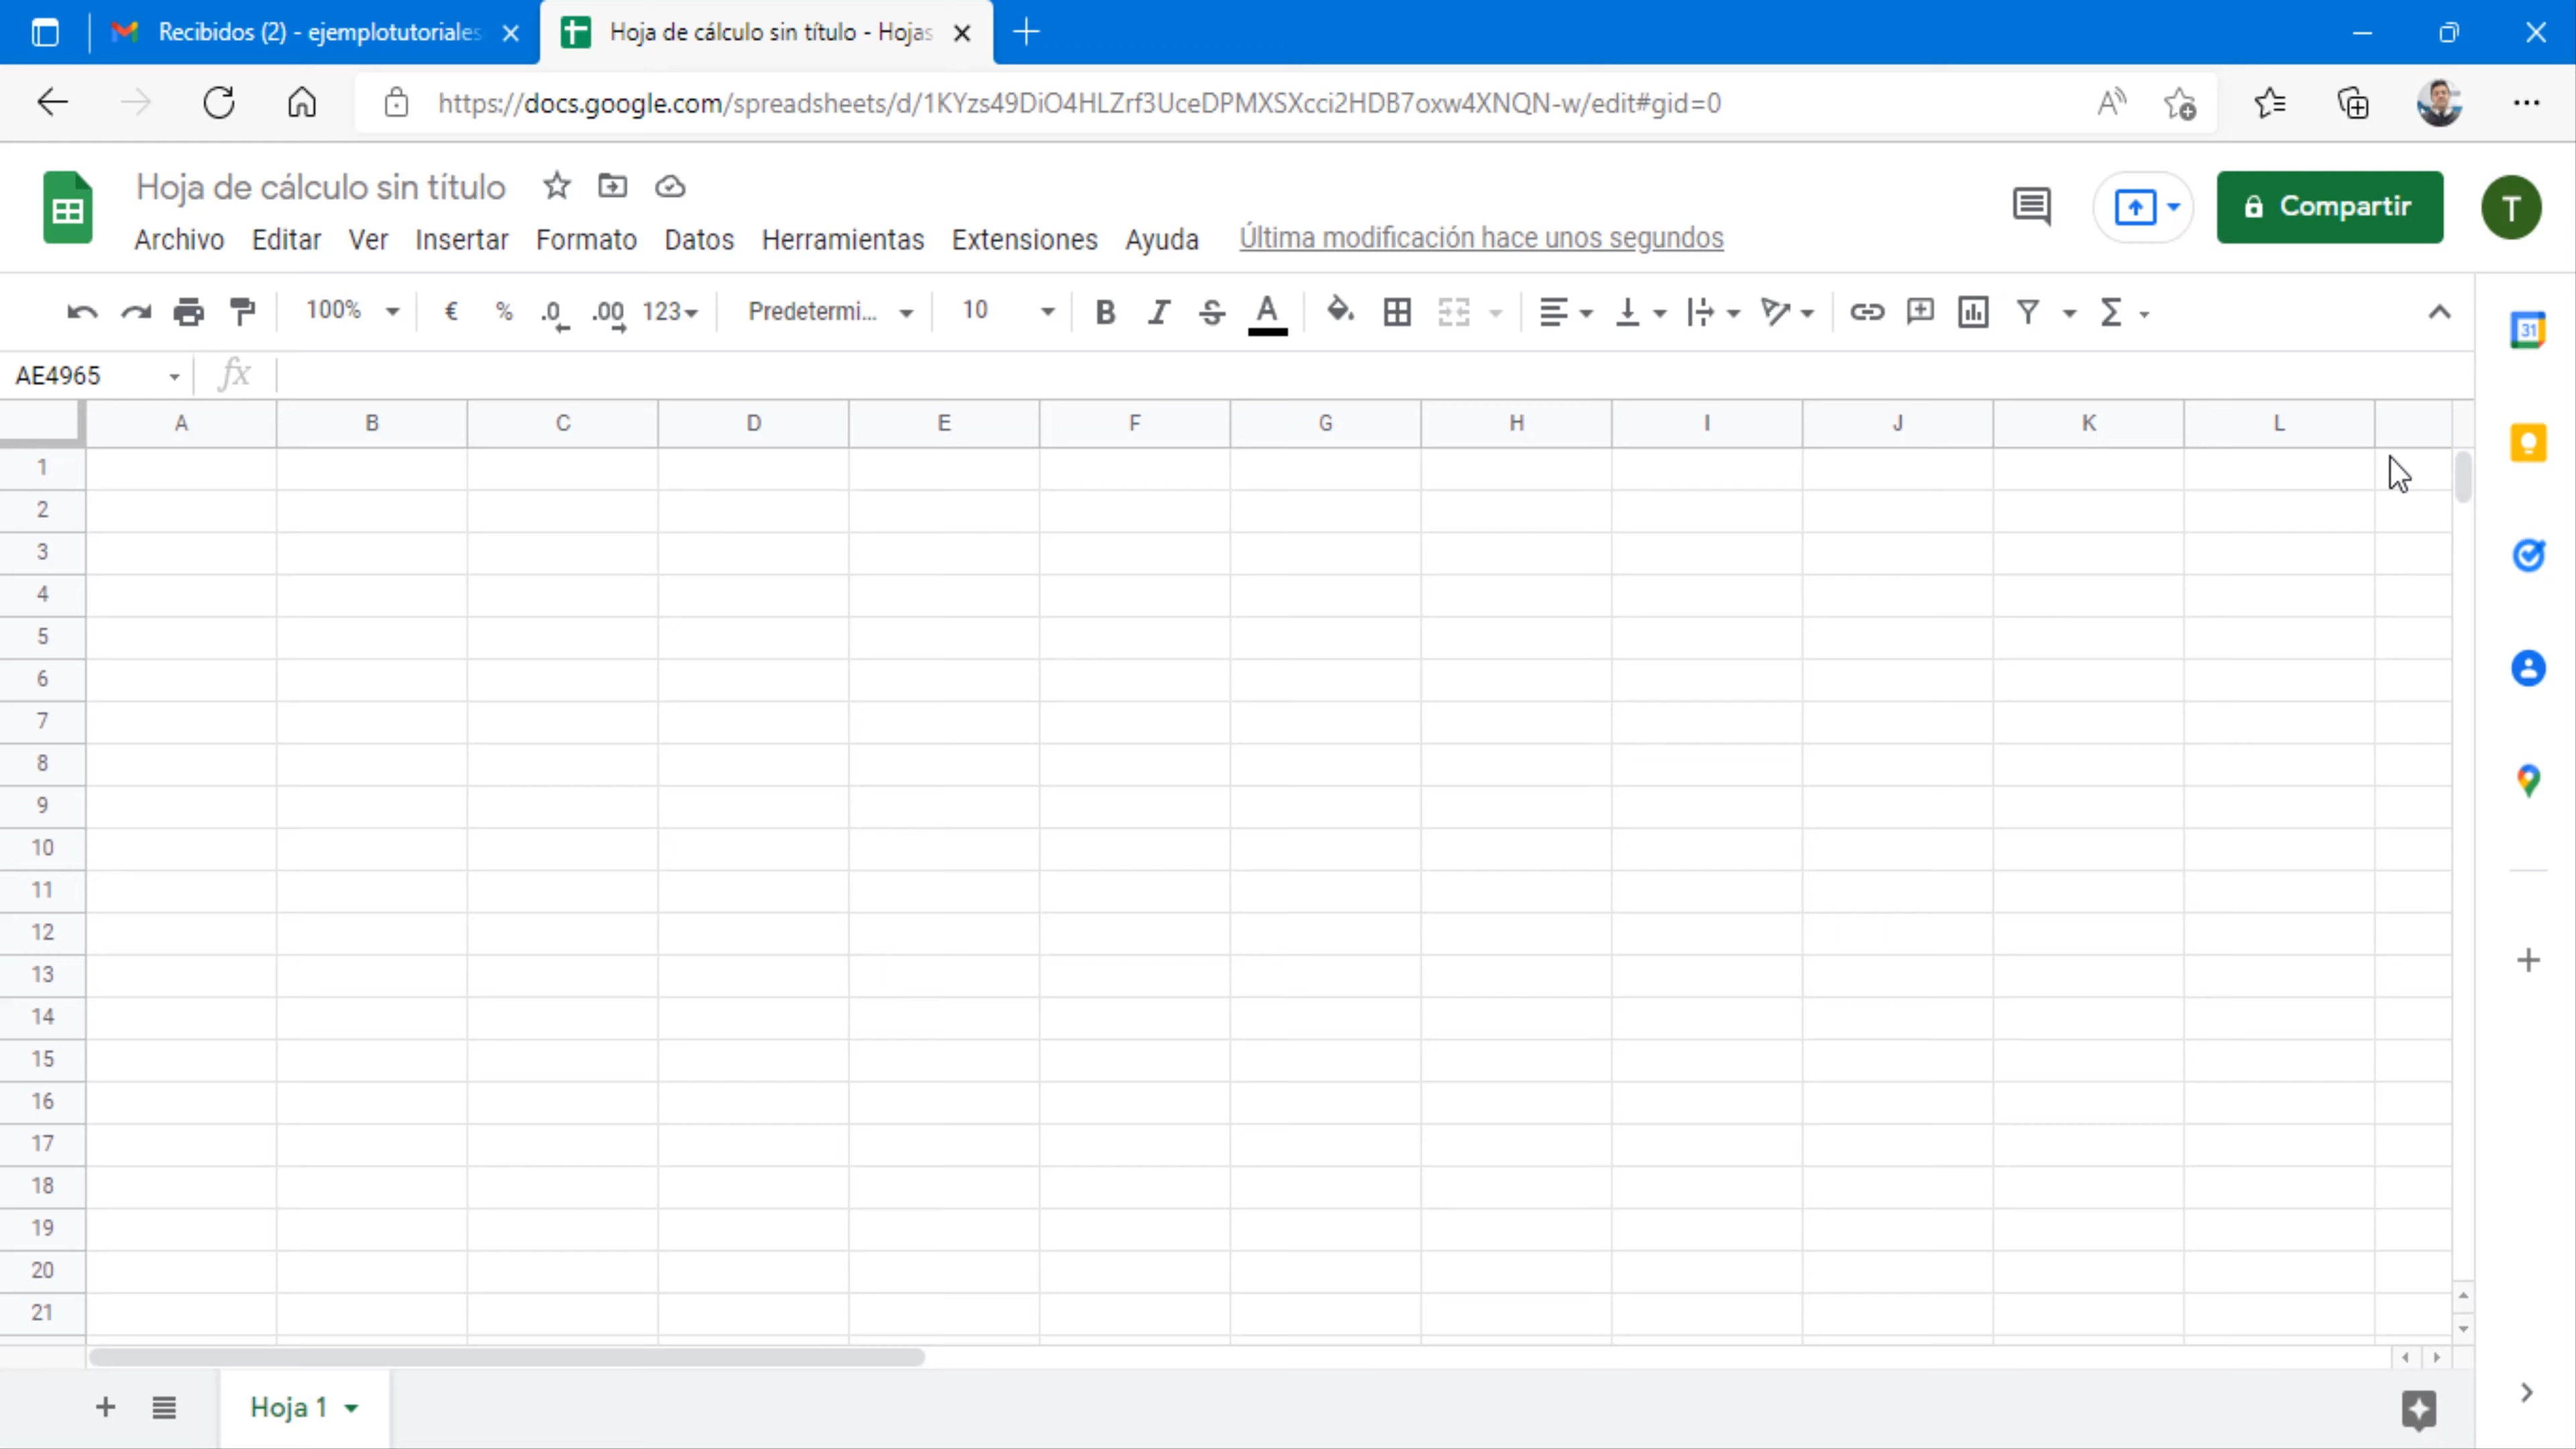 Recibidos (2) - ejemplotutoriales
Hoja de cálculo sin título - Hojas
https://docs.google.com/spreadsheets/d/1KYzs49DiO4HLZrf3UceDPMXSXcci2HDB7oxw4XNQN-w/edit#gid=0
Hoja de cálculo sin título
Compartir
T
Archivo Editar Ver Insertar Formato Datos Herramientas Extensiones Ayuda Última modificación hace unos segundos
100% € % .0 .00 123 Predetermi... 10 B I S A Σ
31
AE4965 fx
A B C D E F G H I J K L
1
2
3
4
5
6
7
8
9
10
11
12
13
14
15
16
17
18
19
20
21
Hoja 1